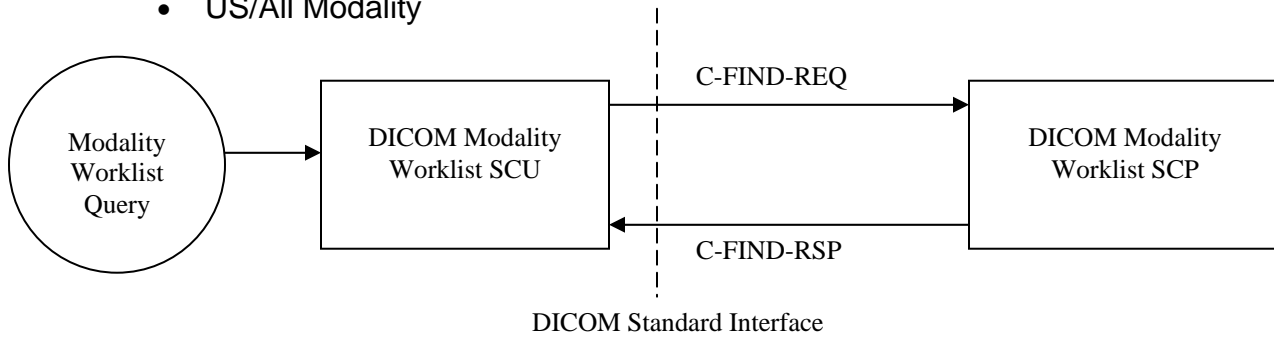 • US/All Modality
C-FIND-REQ
Modality
Worklist
Query
DICOM Modality
Worklist SCU
DICOM Modality
Worklist SCP
C-FIND-RSP
DICOM Standard Interface